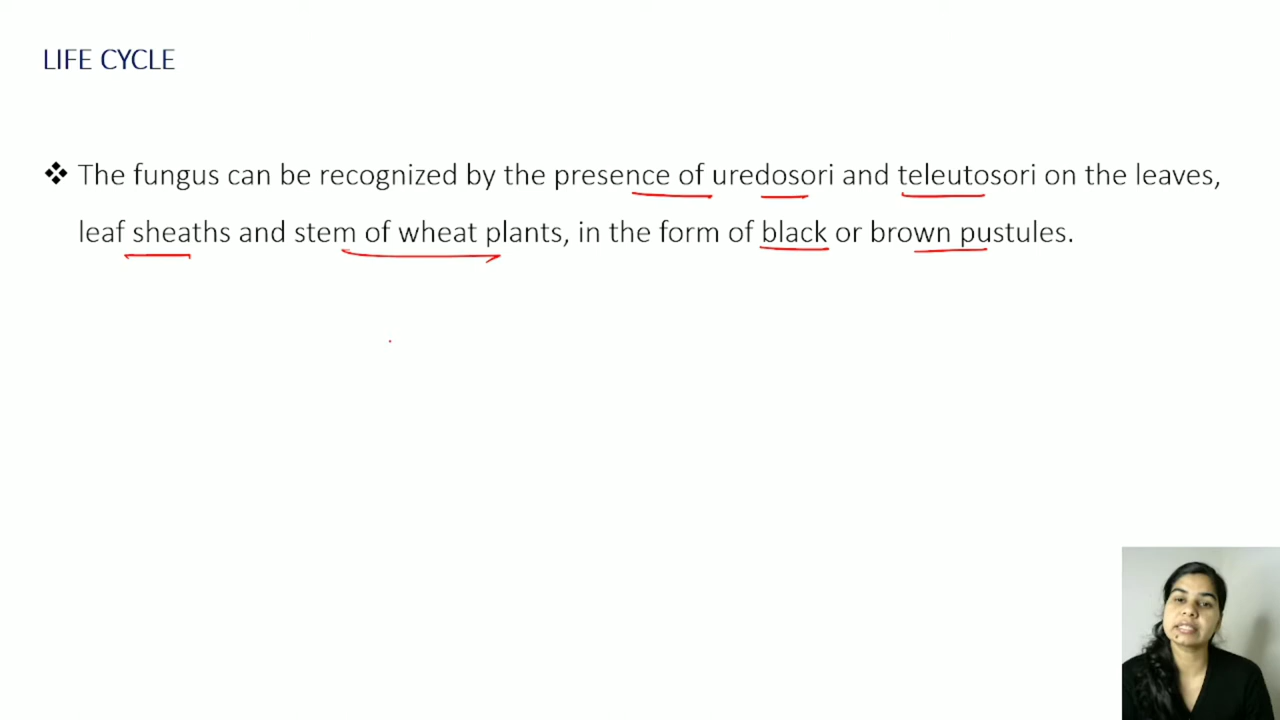 LIFE CYCLE
❖ The fungus can be recognized by the presence of uredosori and teleutosori on the leaves,
leaf sheaths and stem of wheat plants, in the form of black or brown pustules.